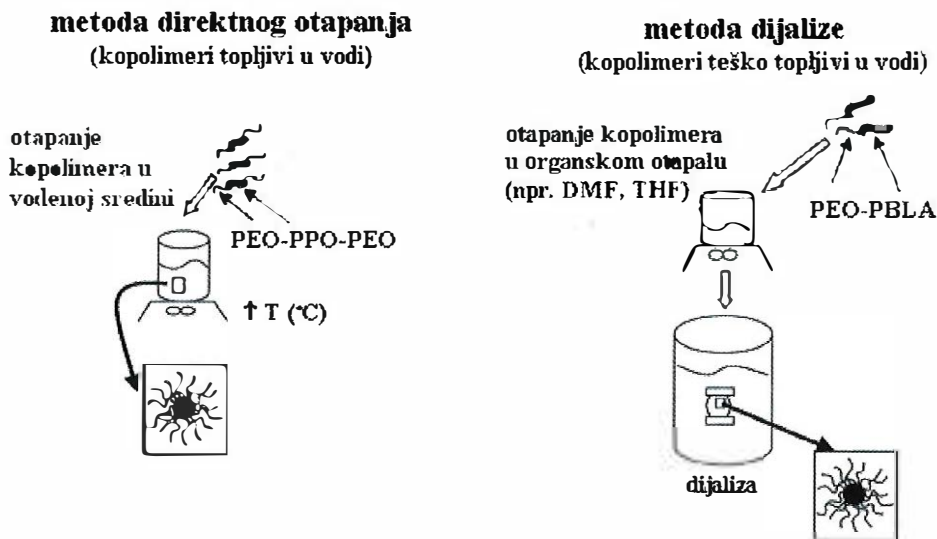 metoda direktnog otapanja
(kopolimeri topljivi u vodi)
otapanje
kopolimera u
vodenoj sredini
PEO-PPO-PEO
↑ T (°C)
metoda dijalize
(kopolimeri teško topljivi u vodi)
otapanje kopolimera
u organskom otapalu
(npr. DMF, THF)
PEO-PBLA
dijaliza